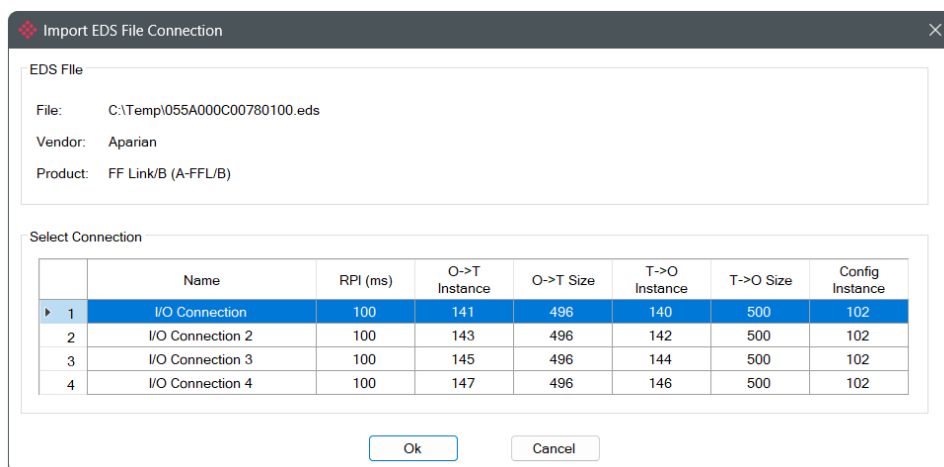 Import EDS File Connection
EDS FIle
File: C:\Temp\055A000C00780100.eds
Vendor: Aparian
Product: FF Link/B (A-FFL/B)
Select Connection
Name RPI (ms) O->T Instance O->T Size T->O Instance T->O Size Config Instance
1 I/O Connection 100 141 496 140 500 102
2 I/O Connection 2 100 143 496 142 500 102
3 I/O Connection 3 100 145 496 144 500 102
4 I/O Connection 4 100 147 496 146 500 102
Ok Cancel